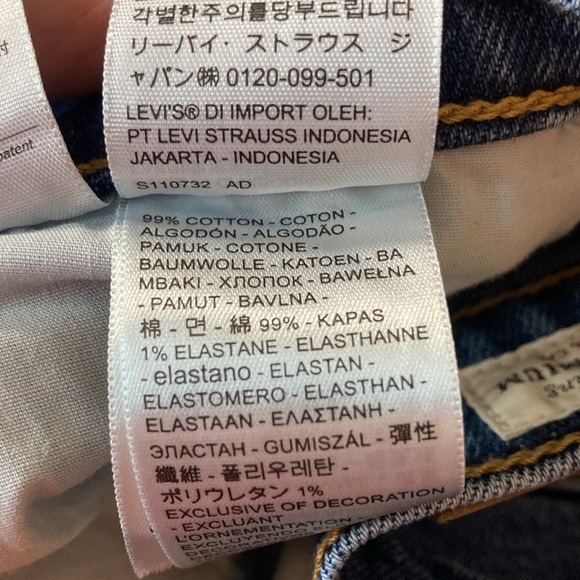 각별한주의를당부드립니다
リーバイ・ストラウス ジ
ャパン㈱ 0120-099-501
LEVI'S® DI IMPORT OLEH:
PT LEVI STRAUSS INDONESIA
JAKARTA - INDONESIA
S110732 AD
patent
99% COTTON - COTON -
ALGODÓN - ALGODÃO -
PAMUK - COTONE -
BAUMWOLLE - KATOEN - BA
MBAKI - ХЛОПОК - BAWEŁNA
- PAMUT - BAVLNA -
棉 - 면 - 綿 99% - KAPAS
1% ELASTANE - ELASTHANNE
- elastano - ELASTAN -
ELASTOMERO - ELASTHAN -
ELASTAAN - ΕΛΑΣΤΑΝΗ -
ЭЛАСТАН - GUMISZÁL - 彈性
纖維 - 폴리우레탄 -
ポリウレタン 1%
EXCLUSIVE OF DECORATION
- EXCLUANT
L'ORNEMENTATION -